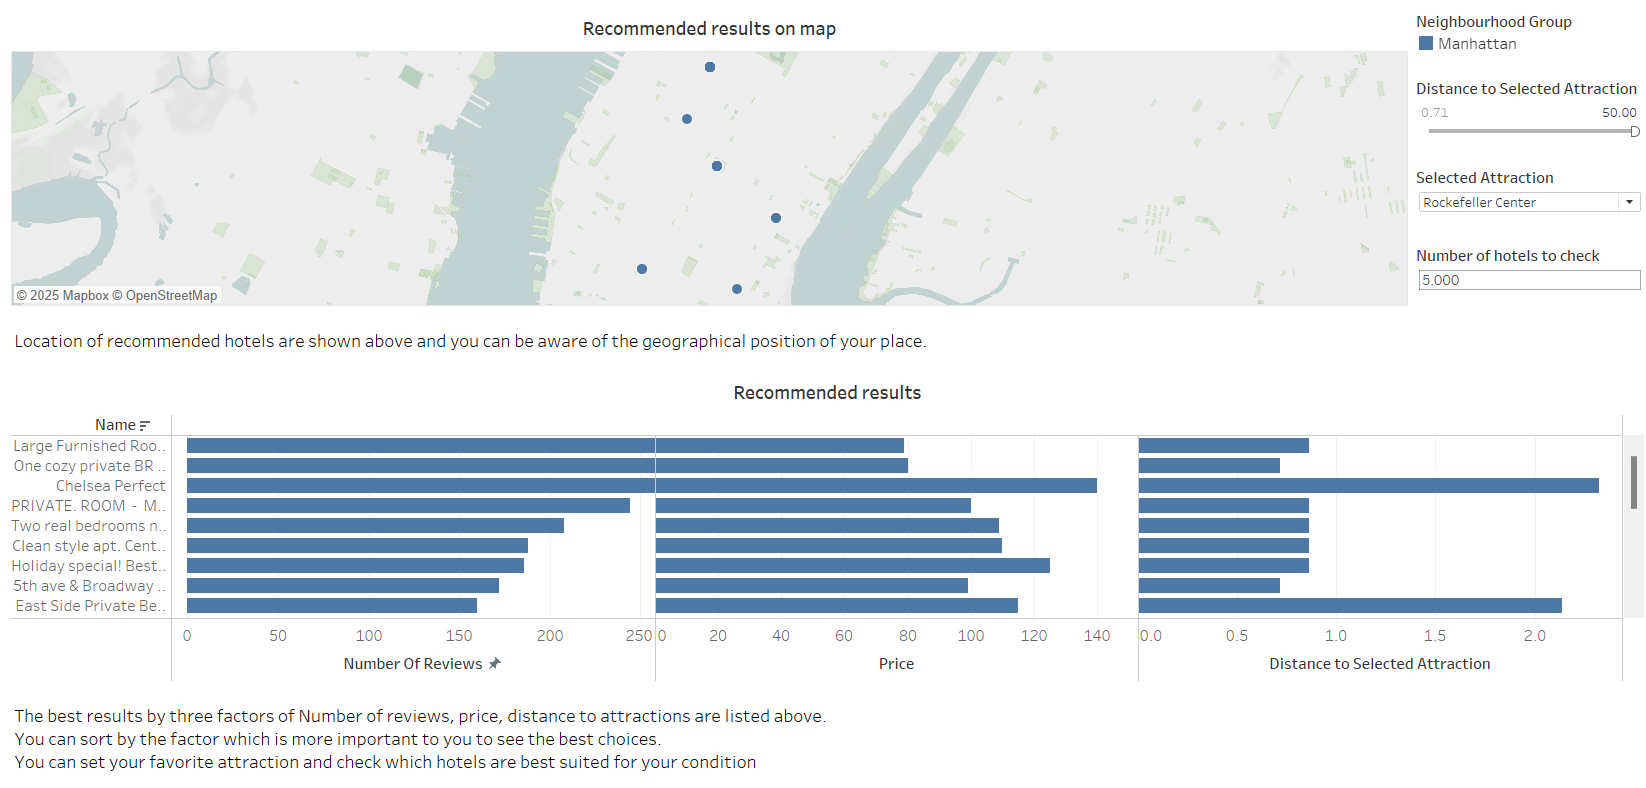 Recommended results on map
© 2025 Mapbox © OpenStreetMap
Neighbourhood Group
Manhattan
Distance to Selected Attraction
0.71 50.00
Selected Attraction
Rockefeller Center
Number of hotels to check
5,000
Location of recommended hotels are shown above and you can be aware of the geographical position of your place.
Recommended results
Name
Large Furnished Roo..
One cozy private BR ..
Chelsea Perfect
PRIVATE. ROOM - M..
Two real bedrooms n..
Clean style apt. Cent..
Holiday special! Best..
5th ave & Broadway ..
East Side Private Be..
0 50 100 150 200 250 0 20 40 60 80 100 120 140 0.0 0.5 1.0 1.5 2.0
Number Of Reviews Price Distance to Selected Attraction
The best results by three factors of Number of reviews, price, distance to attractions are listed above.
You can sort by the factor which is more important to you to see the best choices.
You can set your favorite attraction and check which hotels are best suited for your condition